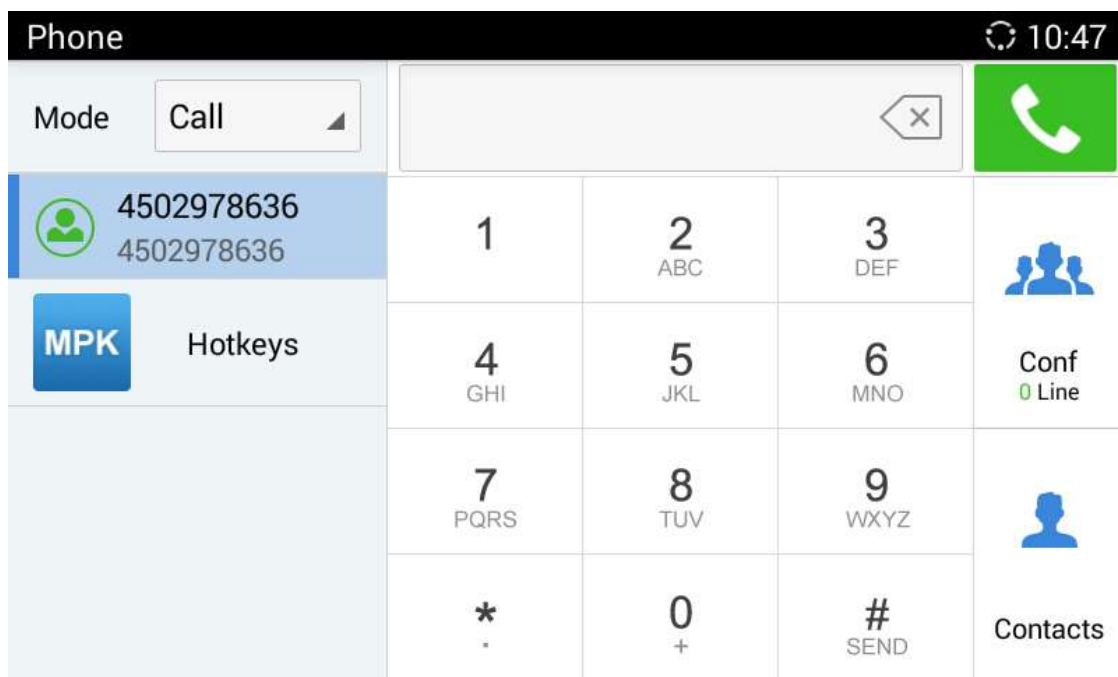 Phone
10:47
Mode
Call
4502978636
4502978636
MPK
Hotkeys
1
2
ABC
3
DEF
4
GHI
5
JKL
6
MNO
7
PQRS
8
TUV
9
WXYZ
*
.
0
+
#
SEND
Conf
0 Line
Contacts